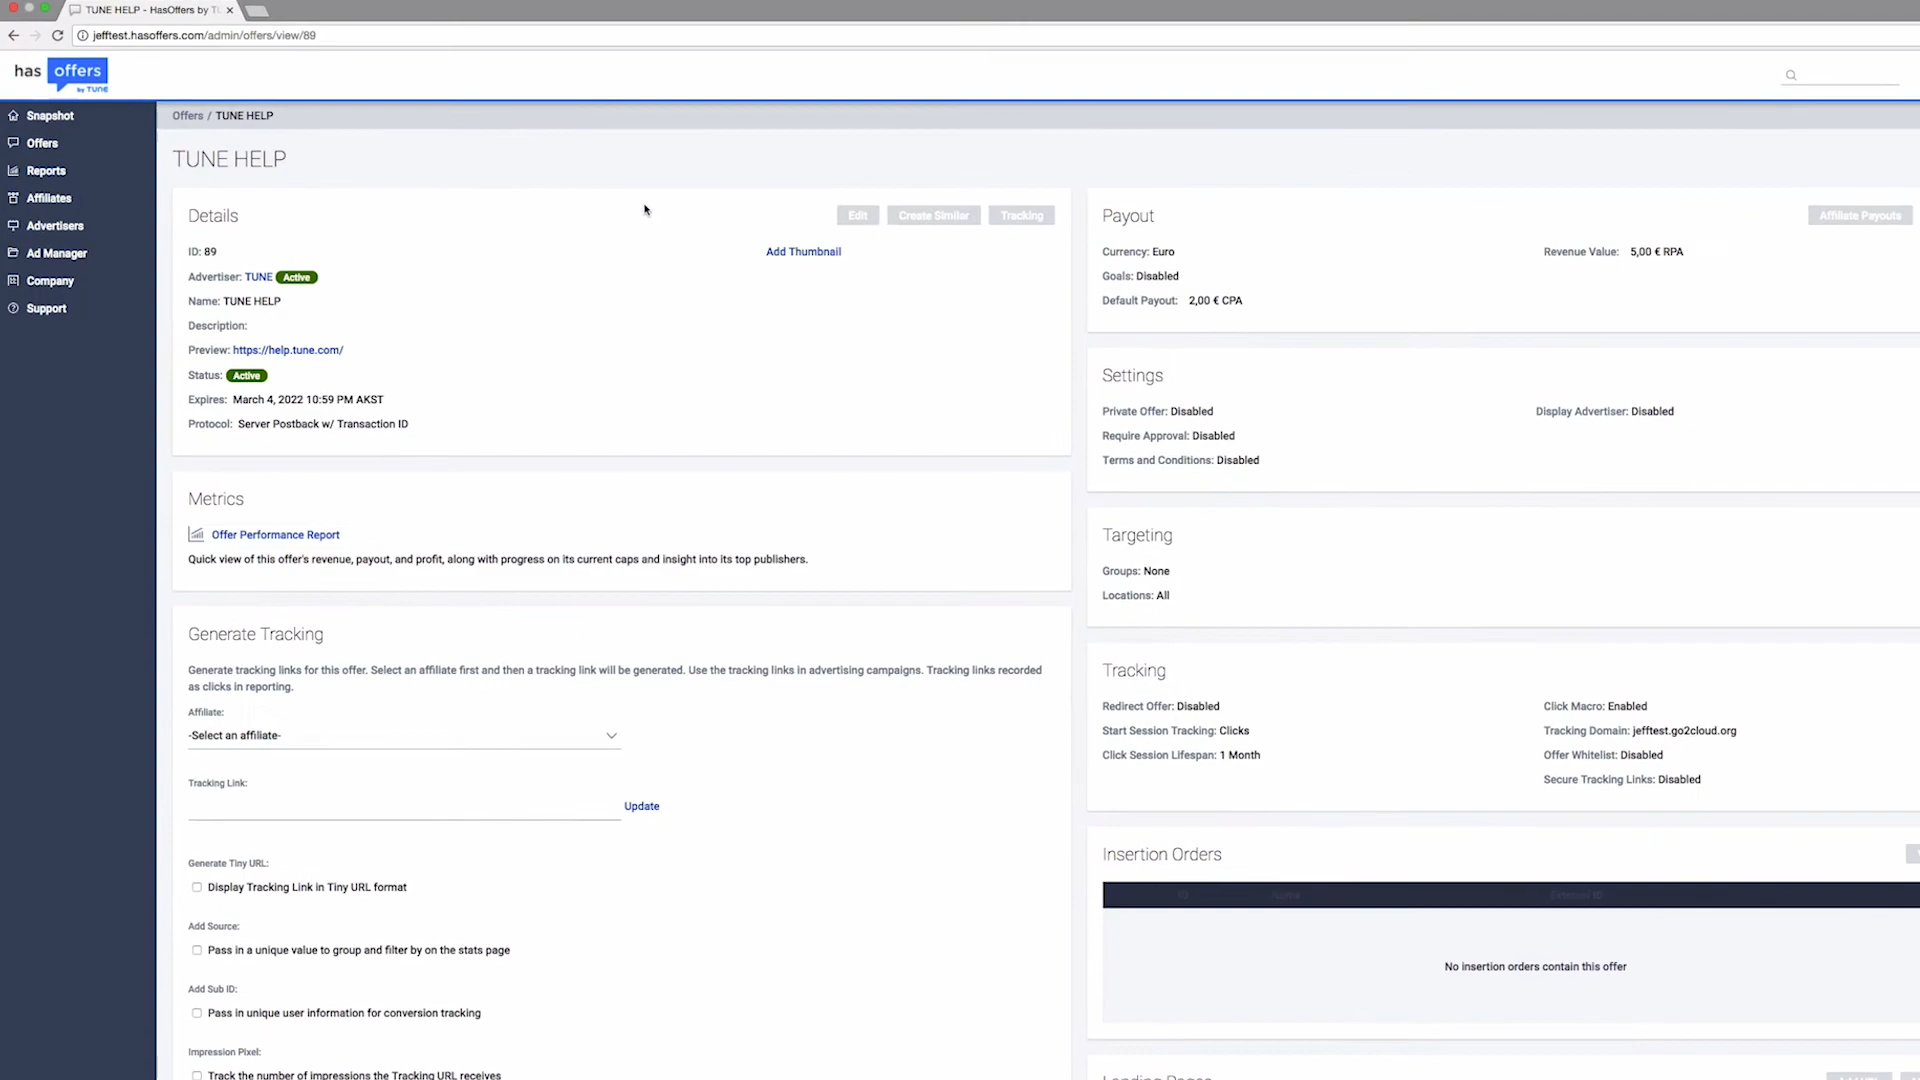 TUNE HELP - HasOffers by TU
jefftest.hasoffers.com/admin/offers/view/89
has offers
by TUNE
Snapshot
Offers
Reports
Affiliates
Advertisers
Ad Manager
Company
Support
Offers / TUNE HELP
TUNE HELP
Details
Edit
Create Similar
Tracking
ID: 89
Add Thumbnail
Advertiser: TUNE Active
Name: TUNE HELP
Description:
Preview: https://help.tune.com/
Status: Active
Expires: March 4, 2022 10:59 PM AKST
Protocol: Server Postback w/ Transaction ID
Metrics
Offer Performance Report
Quick view of this offer's revenue, payout, and profit, along with progress on its current caps and insight into its top publishers.
Generate Tracking
Generate tracking links for this offer. Select an affiliate first and then a tracking link will be generated. Use the tracking links in advertising campaigns. Tracking links recorded
as clicks in reporting.
Affiliate:
-Select an affiliate-
Tracking Link:
Update
Generate Tiny URL:
Display Tracking Link in Tiny URL format
Add Source:
Pass in a unique value to group and filter by on the stats page
Add Sub ID:
Pass in unique user information for conversion tracking
Impression Pixel:
Track the number of impressions the Tracking URL receives
Payout
Affiliate Payouts
Currency: Euro
Revenue Value: 5,00 € RPA
Goals: Disabled
Default Payout: 2,00 € CPA
Settings
Private Offer: Disabled
Display Advertiser: Disabled
Require Approval: Disabled
Terms and Conditions: Disabled
Targeting
Groups: None
Locations: All
Tracking
Redirect Offer: Disabled
Click Macro: Enabled
Start Session Tracking: Clicks
Tracking Domain: jefftest.go2cloud.org
Click Session Lifespan: 1 Month
Offer Whitelist: Disabled
Secure Tracking Links: Disabled
Insertion Orders
ID
Name
External ID
No insertion orders contain this offer
Landing Pages